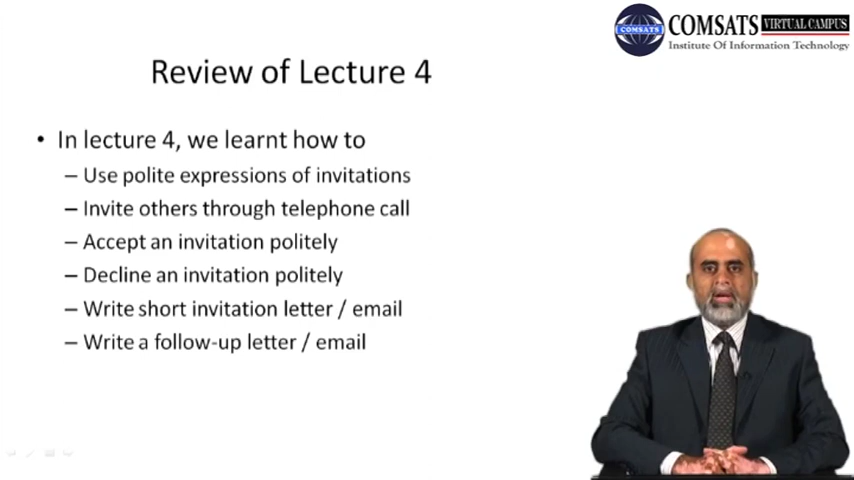 COMSATS VIRTUAL CAMPUS
COMSATS
Institute Of Information Technology
Review of Lecture 4
• In lecture 4, we learnt how to
– Use polite expressions of invitations
– Invite others through telephone call
– Accept an invitation politely
– Decline an invitation politely
– Write short invitation letter / email
– Write a follow-up letter / email